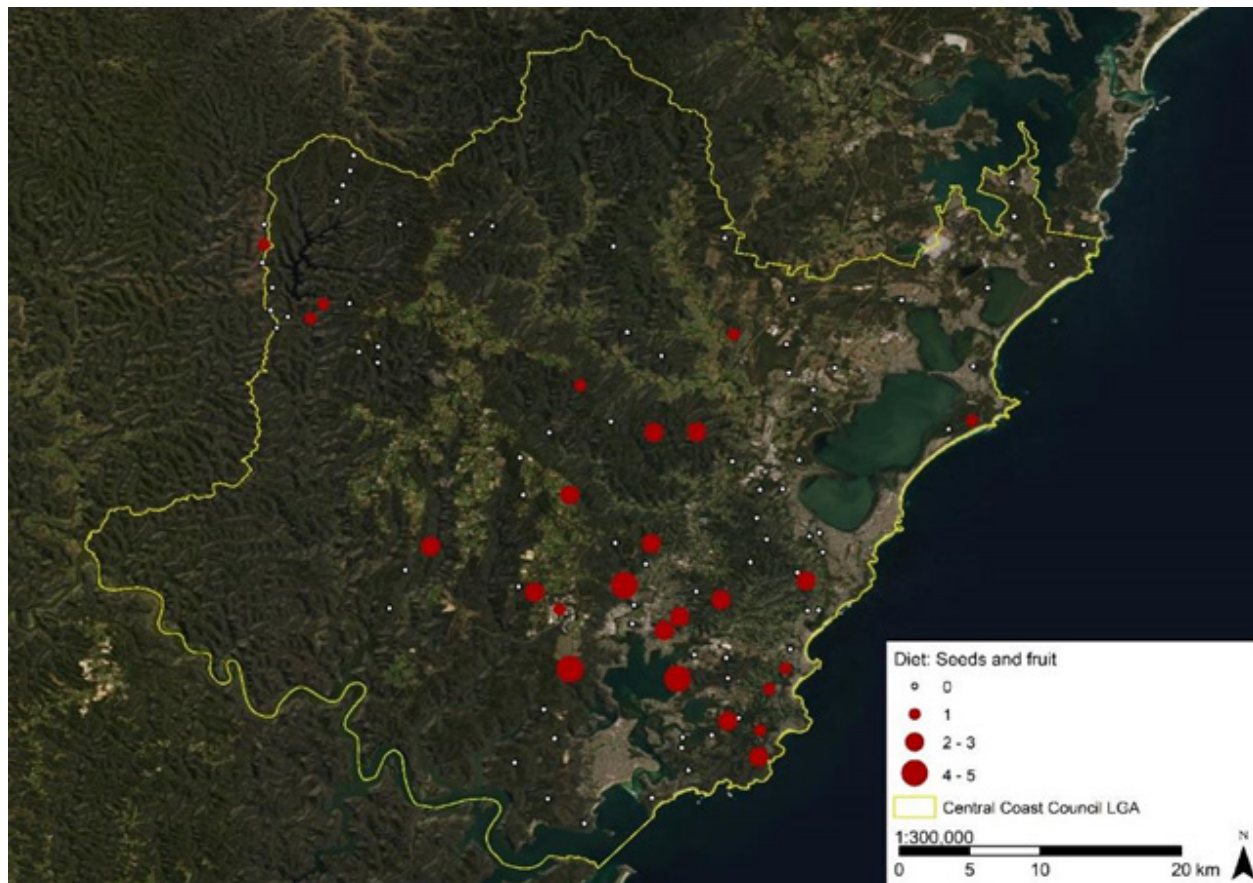 Diet: Seeds and fruit
0
1
2 - 3
4 - 5
Central Coast Council LGA
1:300,000
N
0 5 10 20 km